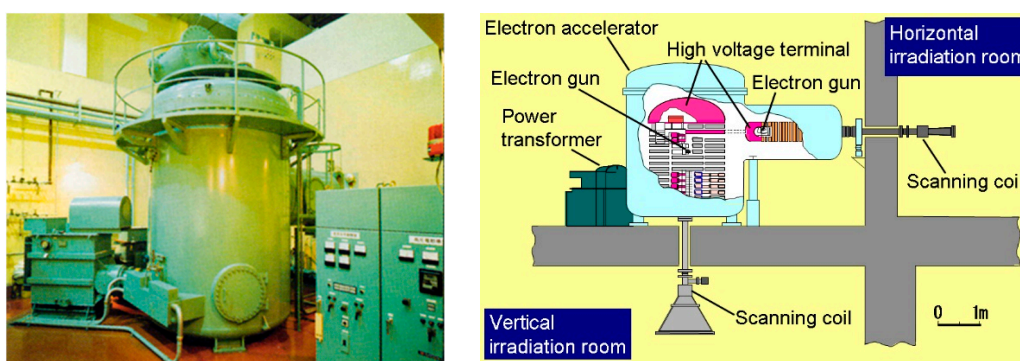 Electron accelerator
High voltage terminal
Horizontal
irradiation room
Electron gun
Electron gun
Power
transformer
Scanning coi
Scanning coil
Vertical
irradiation room
0 1m